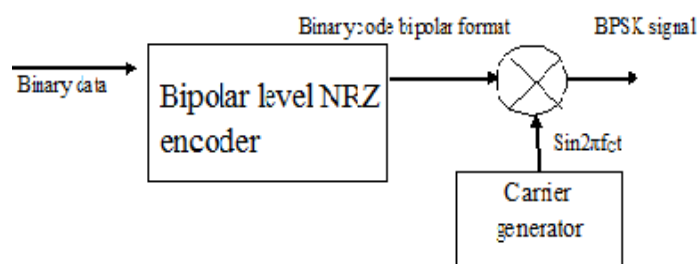 Binary code bipolar format
BPSK signal
Binary data
Bipolar level NRZ
encoder
Sin2πfct
Carrier
generator